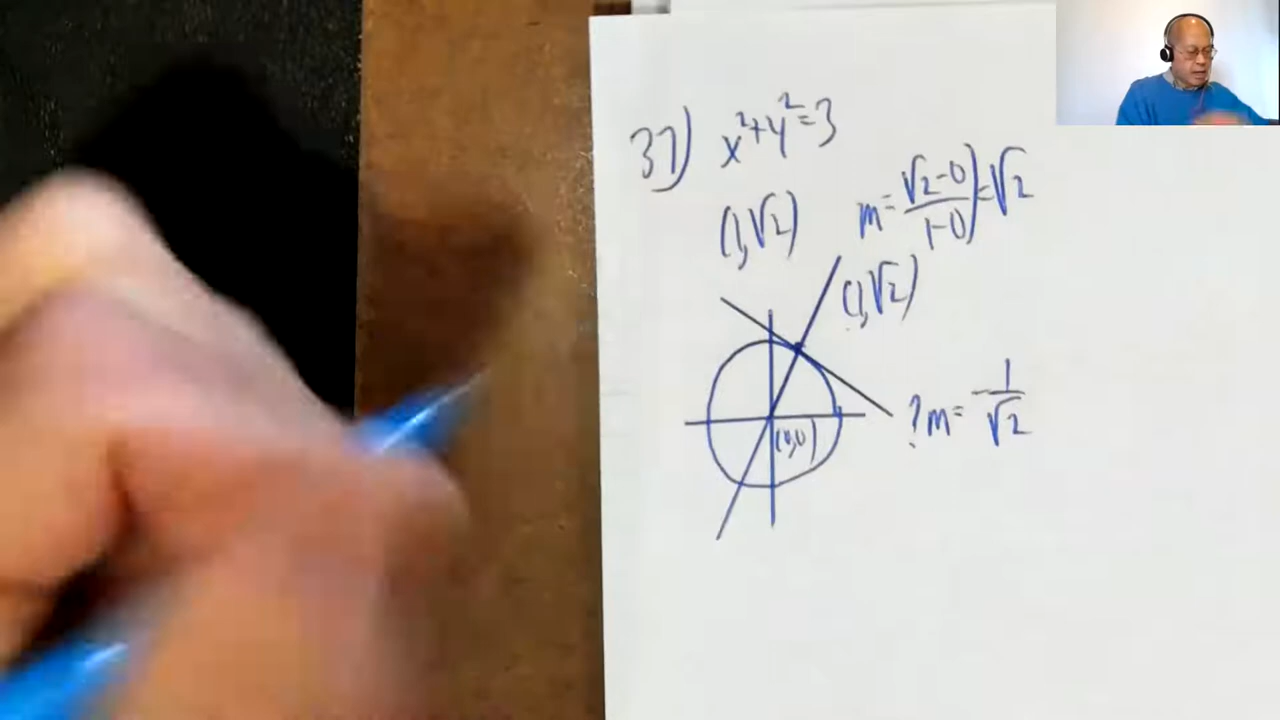 37) x²+y²=3
(1,√2) m=(√2-0)/(1-0)=√2
(1,√2)
(0,0)
?m=-1/√2